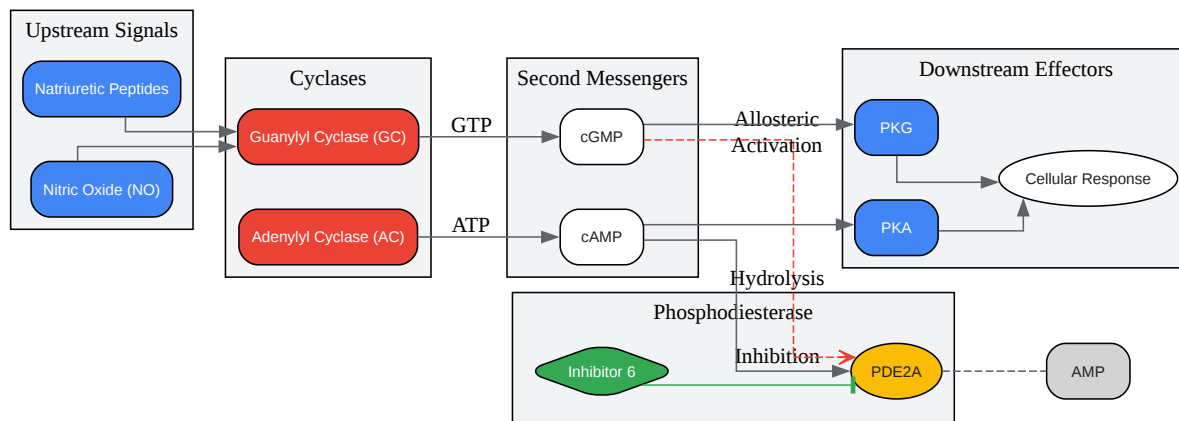 Upstream Signals
Natriuretic Peptides
Nitric Oxide (NO)
Cyclases
Guanylyl Cyclase (GC)
Adenylyl Cyclase (AC)
GTP
ATP
Second Messengers
cGMP
cAMP
Allosteric
Activation
Hydrolysis
Downstream Effectors
PKG
PKA
Cellular Response
Phosphodiesterase
Inhibitor 6
Inhibition
PDE2A
AMP